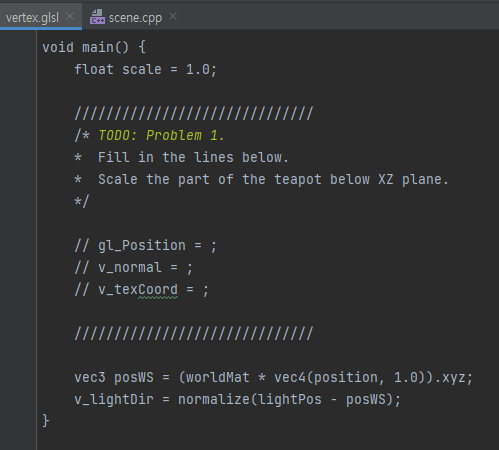 vertex.glsl
scene.cpp
void main() {
float scale = 1.0;
//////////////////////////////
/* TODO: Problem 1.
*  Fill in the lines below.
*  Scale the part of the teapot below XZ plane.
*/
// gl_Position = ;
// v_normal = ;
// v_texCoord = ;
//////////////////////////////
vec3 posWS = (worldMat * vec4(position, 1.0)).xyz;
v_lightDir = normalize(lightPos - posWS);
}